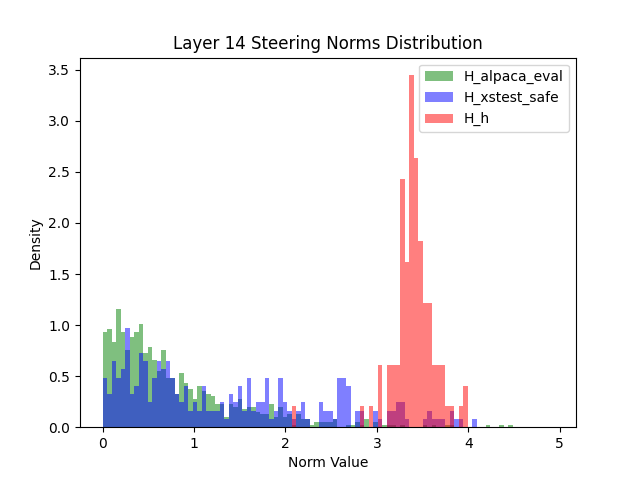 Layer 14 Steering Norms Distribution
H_alpaca_eval
H_xstest_safe
H_h
Density
3.5
3.0
2.5
2.0
1.5
1.0
0.5
0.0
0
1
2
3
4
5
Norm Value